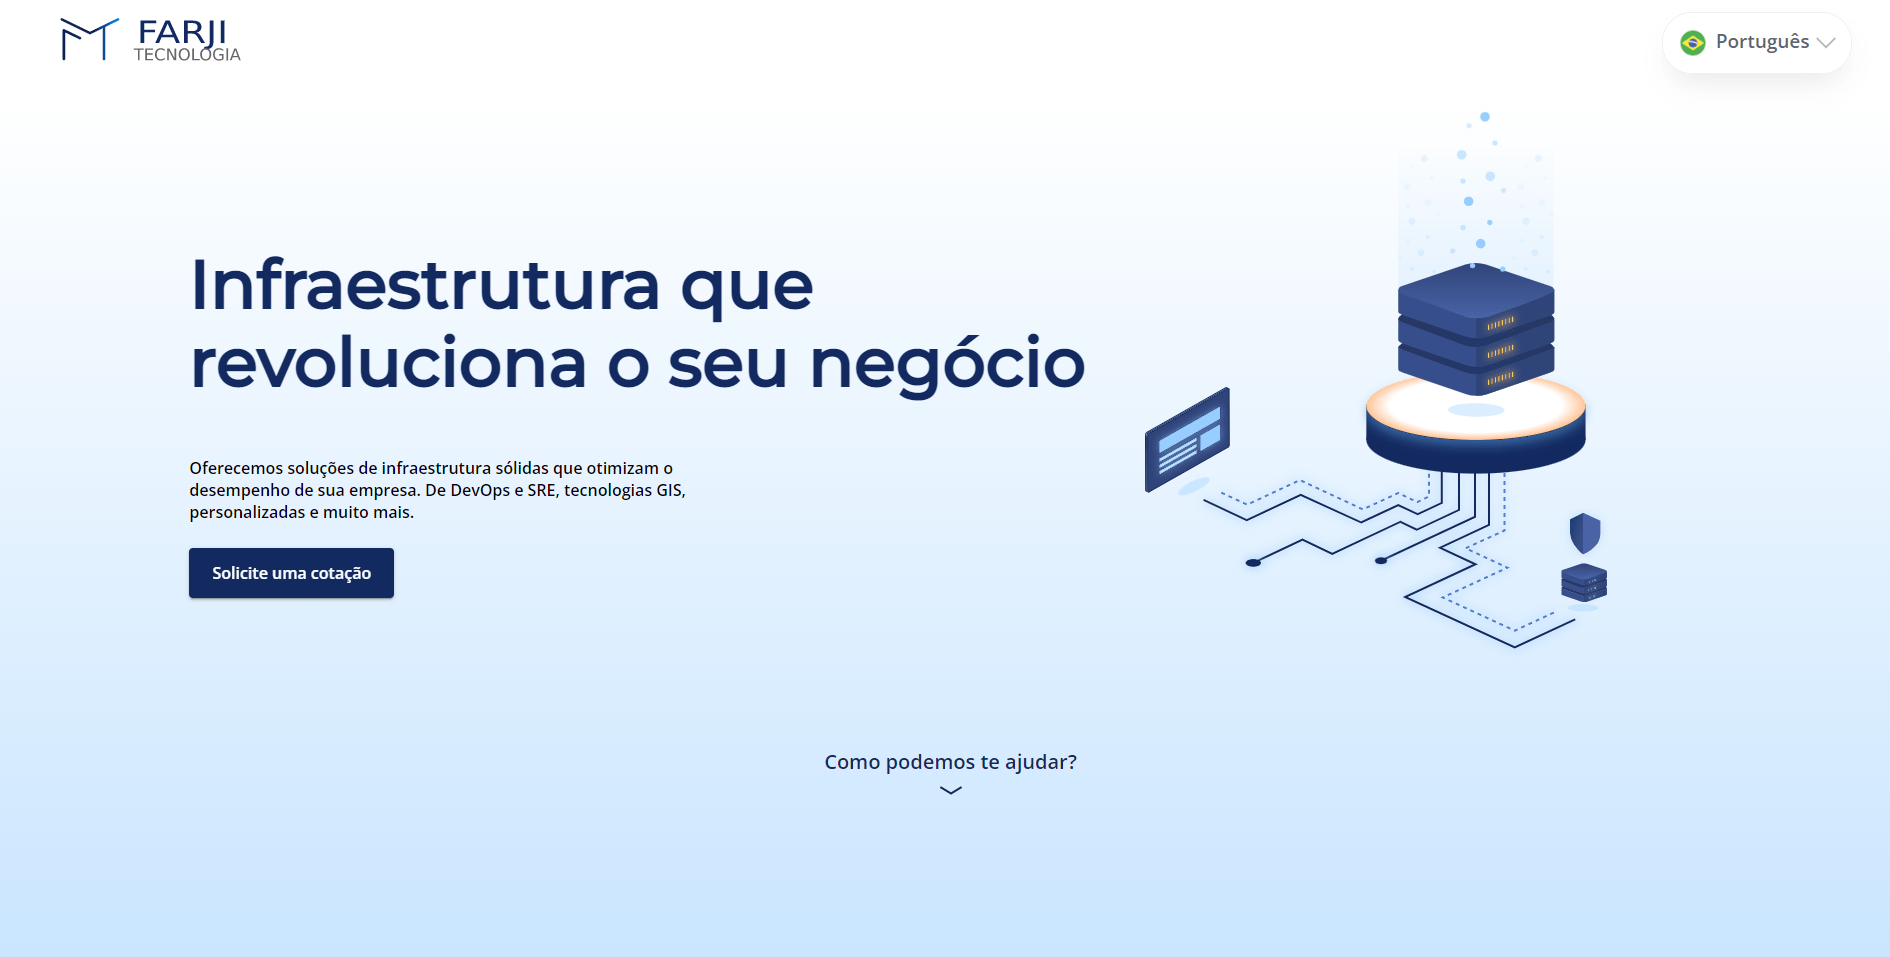 FARJI
TECNOLOGIA
Português
Infraestrutura que
revoluciona o seu negócio
Oferecemos soluções de infraestrutura sólidas que otimizam o
desempenho de sua empresa. De DevOps e SRE, tecnologias GIS,
personalizadas e muito mais.
Solicite uma cotação
Como podemos te ajudar?